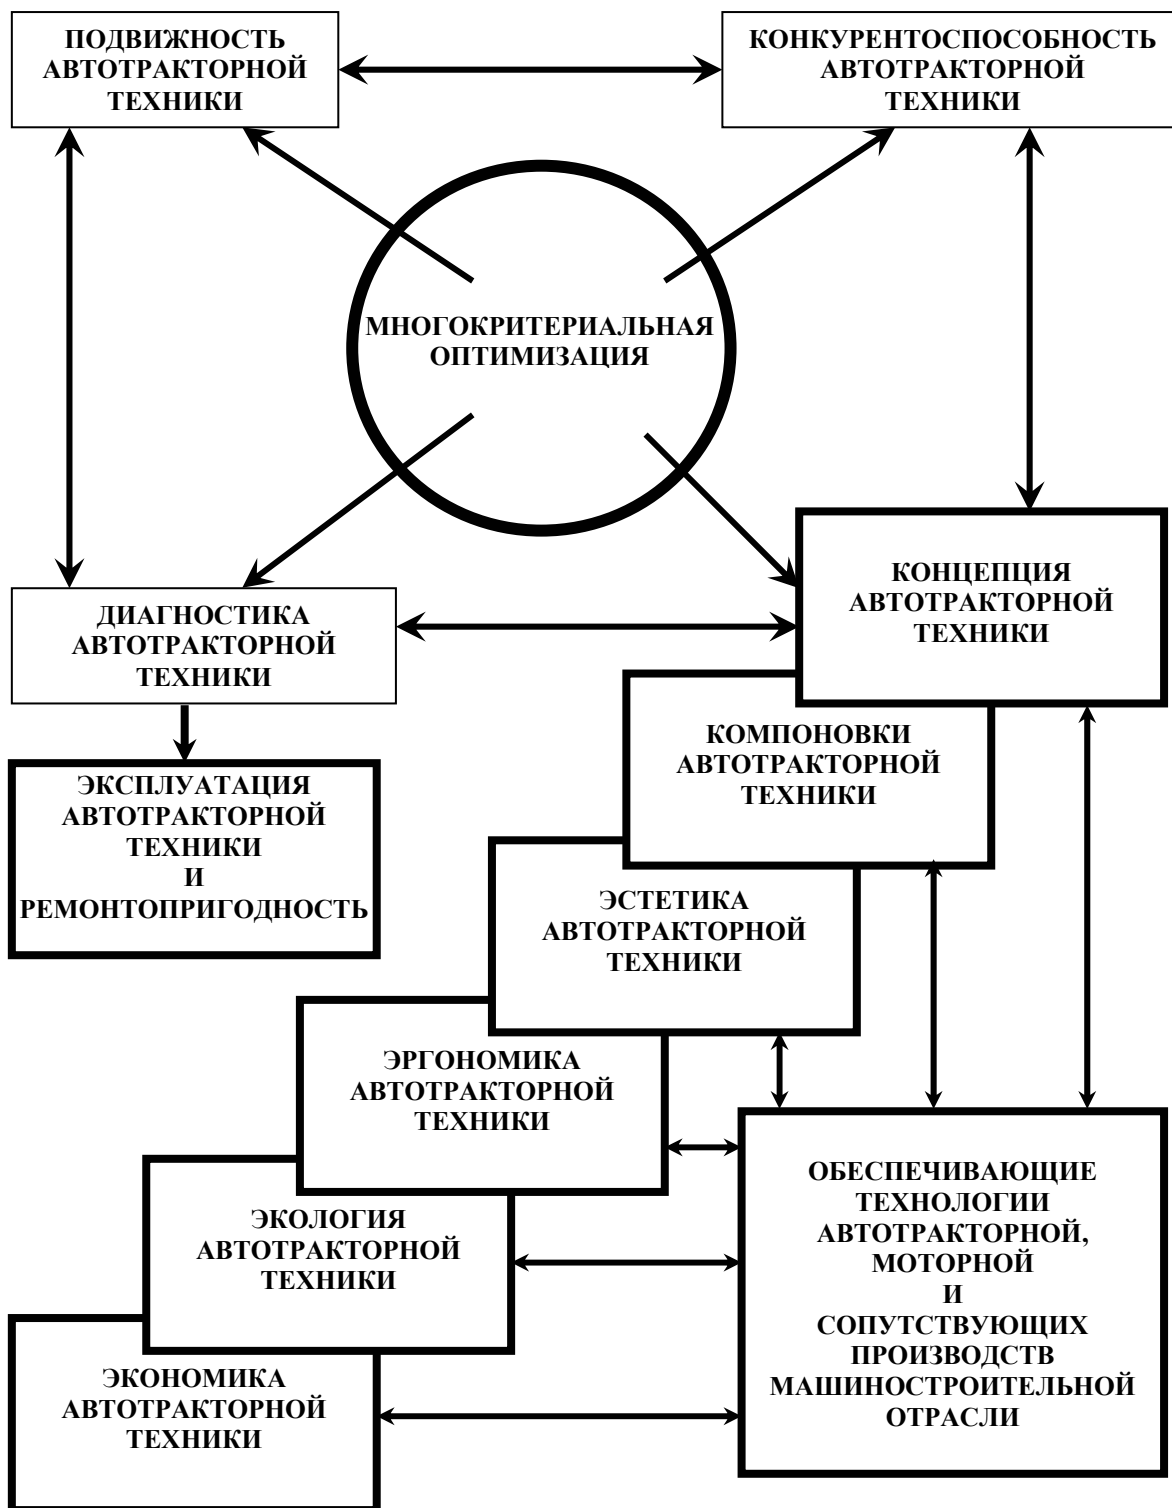 ПОДВИЖНОСТЬ
АВТОТРАКТОРНОЙ
ТЕХНИКИ
КОНКУРЕНТОСПОСОБНОСТЬ
АВТОТРАКТОРНОЙ
ТЕХНИКИ
МНОГОКРИТЕРИАЛЬНАЯ
ОПТИМИЗАЦИЯ
КОНЦЕПЦИЯ
АВТОТРАКТОРНОЙ
ТЕХНИКИ
ДИАГНОСТИКА
АВТОТРАКТОРНОЙ
ТЕХНИКИ
КОМПОНОВКИ
АВТОТРАКТОРНОЙ
ТЕХНИКИ
ЭКСПЛУАТАЦИЯ
АВТОТРАКТОРНОЙ
ТЕХНИКИ
И
РЕМОНТОПРИГОДНОСТЬ
ЭСТЕТИКА
АВТОТРАКТОРНОЙ
ТЕХНИКИ
ЭРГОНОМИКА
АВТОТРАКТОРНОЙ
ТЕХНИКИ
ЭКОЛОГИЯ
АВТОТРАКТОРНОЙ
ТЕХНИКИ
ЭКОНОМИКА
АВТОТРАКТОРНОЙ
ТЕХНИКИ
ОБЕСПЕЧИВАЮЩИЕ
ТЕХНОЛОГИИ
АВТОТРАКТОРНОЙ,
МОТОРНОЙ
И
СОПУТСТВУЮЩИХ
ПРОИЗВОДСТВ
МАШИНОСТРОИТЕЛЬНОЙ
ОТРАСЛИ